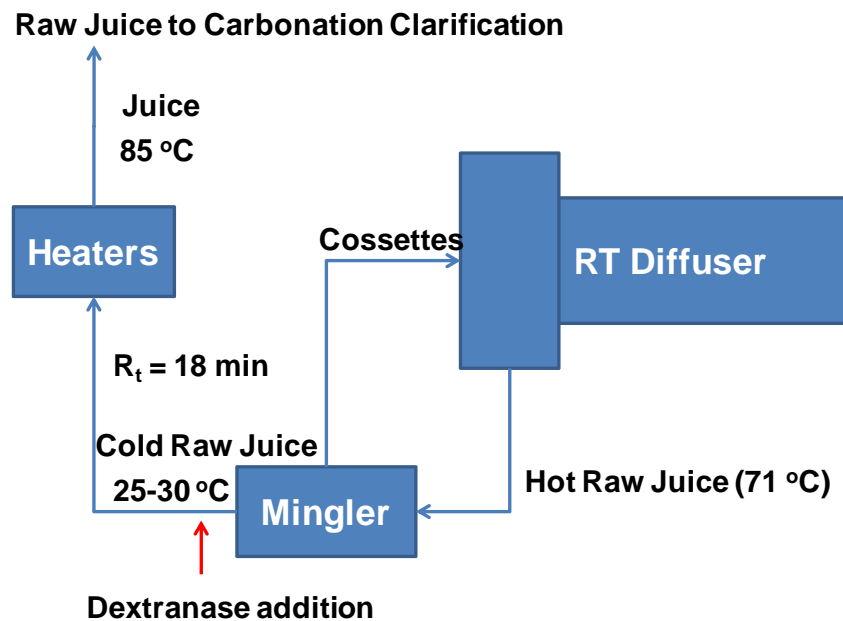 Raw Juice to Carbonation Clarification
Juice
85 °C
Heaters
Cossettes
RT Diffuser
Rt = 18 min
Cold Raw Juice
25-30 °C
Mingler
Hot Raw Juice (71 °C)
Dextranase addition